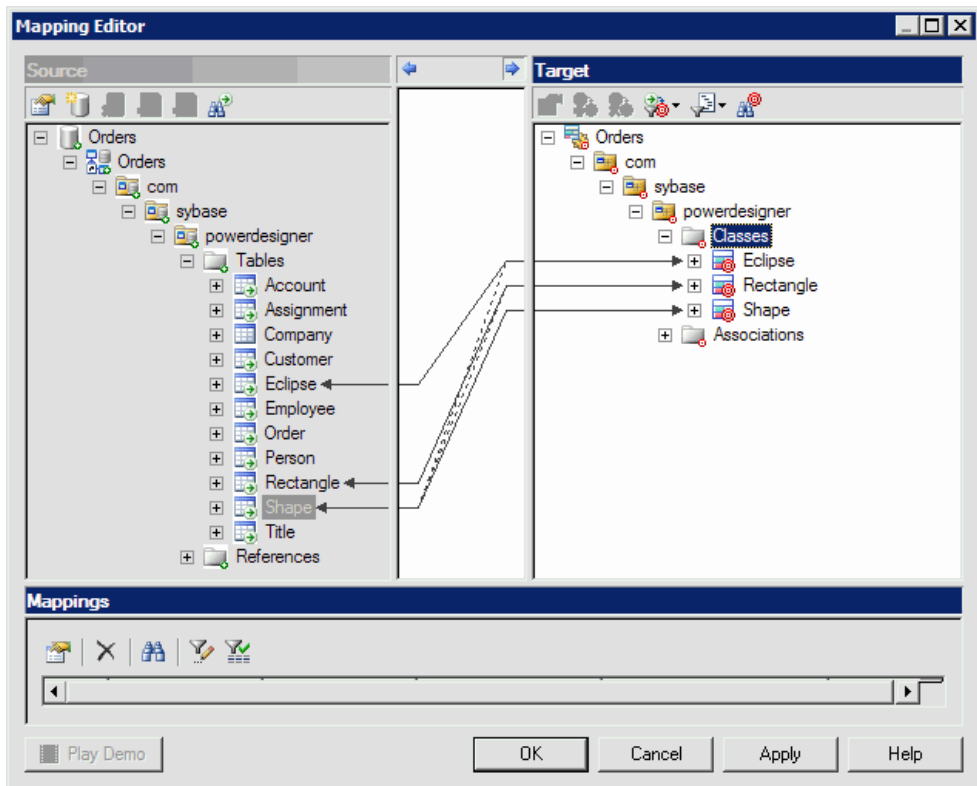 Mapping Editor
Source
Target
Orders
Orders
com
sybase
powerdesigner
Tables
Account
Assignment
Company
Customer
Eclipse
Employee
Order
Person
Rectangle
Shape
Title
References
Orders
com
sybase
powerdesigner
Classes
Eclipse
Rectangle
Shape
Associations
Mappings
Play Demo
OK
Cancel
Apply
Help